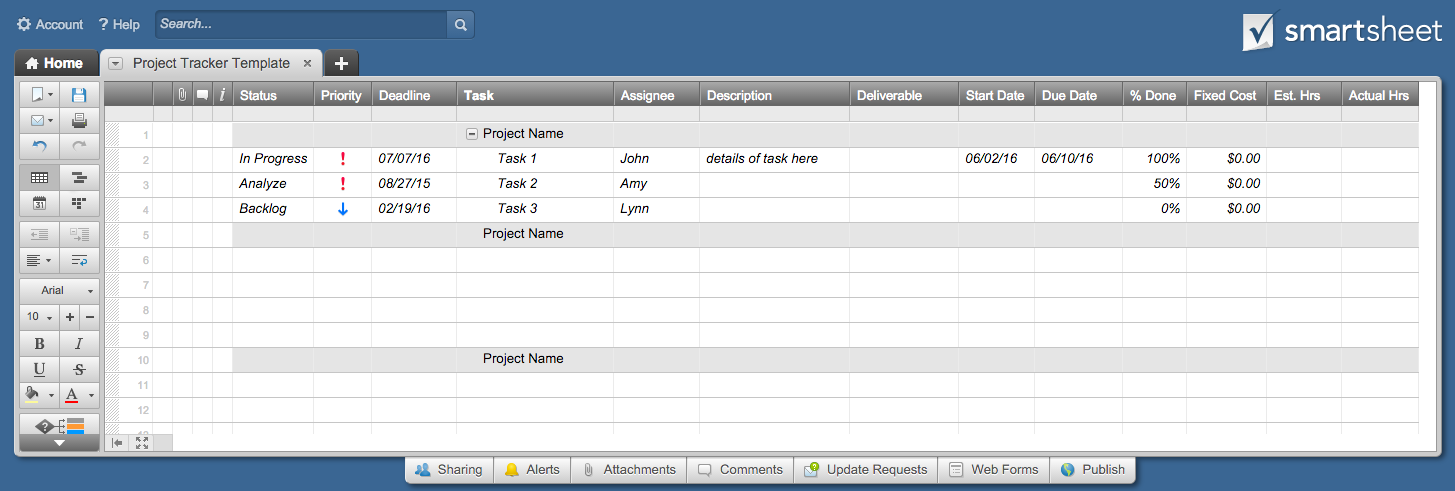 Account ? Help Search...
smartsheet
Home Project Tracker Template × +
i Status Priority Deadline Task Assignee Description Deliverable Start Date Due Date % Done Fixed Cost Est. Hrs Actual Hrs
1 Project Name
2 In Progress ! 07/07/16 Task 1 John details of task here 06/02/16 06/10/16 100% $0.00
3 Analyze ! 08/27/15 Task 2 Amy 50% $0.00
4 Backlog 02/19/16 Task 3 Lynn 0% $0.00
5 Project Name
6
7
8
9
10 Project Name
11
12
31
Arial
10 + −
B I
U S
A
?
Sharing Alerts Attachments Comments Update Requests Web Forms Publish